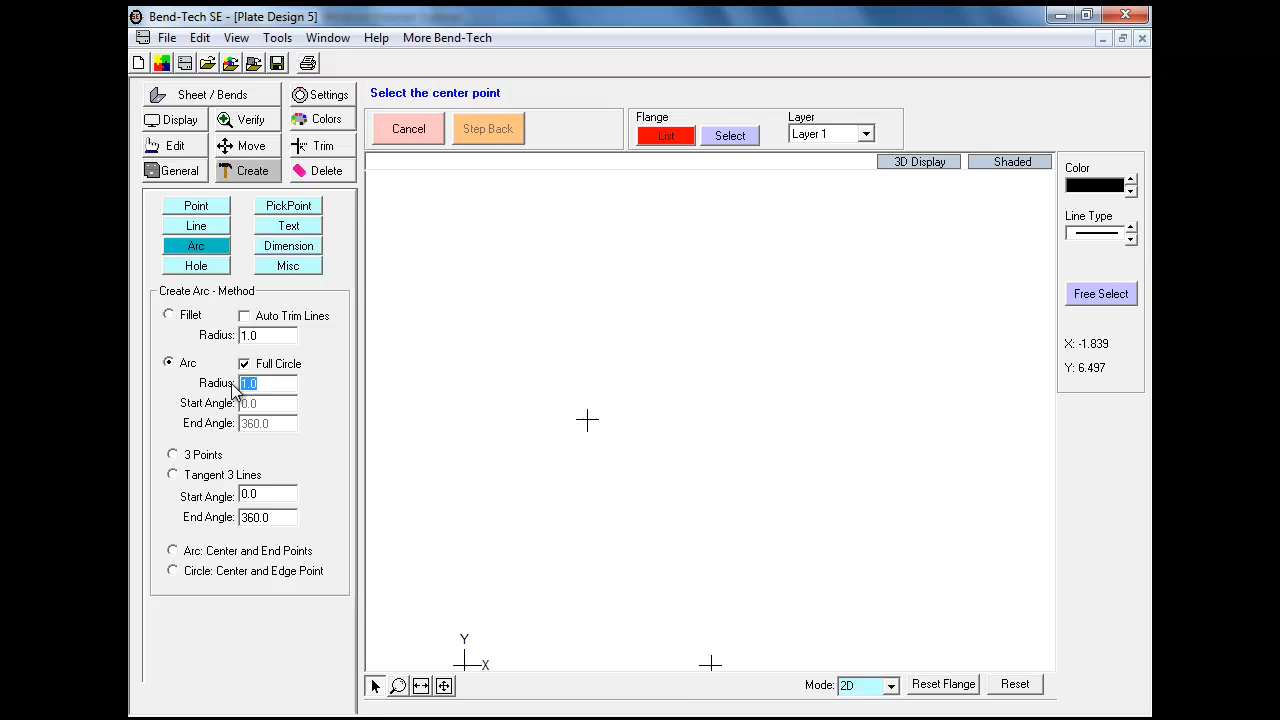 Bend-Tech SE - [Plate Design 5]
File Edit View Tools Window Help More Bend-Tech
Sheet / Bends Settings
Display Verify Colors
Edit Move Trim
General Create Delete
Select the center point
Cancel Step Back
Flange
List Select
Layer
Layer 1
3D Display Shaded
Point PickPoint
Line Text
Arc Dimension
Hole Misc
Create Arc - Method
Fillet Auto Trim Lines
Radius: 1.0
Arc Full Circle
Radius: 1.0
Start Angle: 0.0
End Angle: 360.0
3 Points
Tangent 3 Lines
Start Angle: 0.0
End Angle: 360.0
Arc: Center and End Points
Circle: Center and Edge Point
Color
Line Type
Free Select
X: -1.839
Y: 6.497
Y
X
Mode: 2D Reset Flange Reset